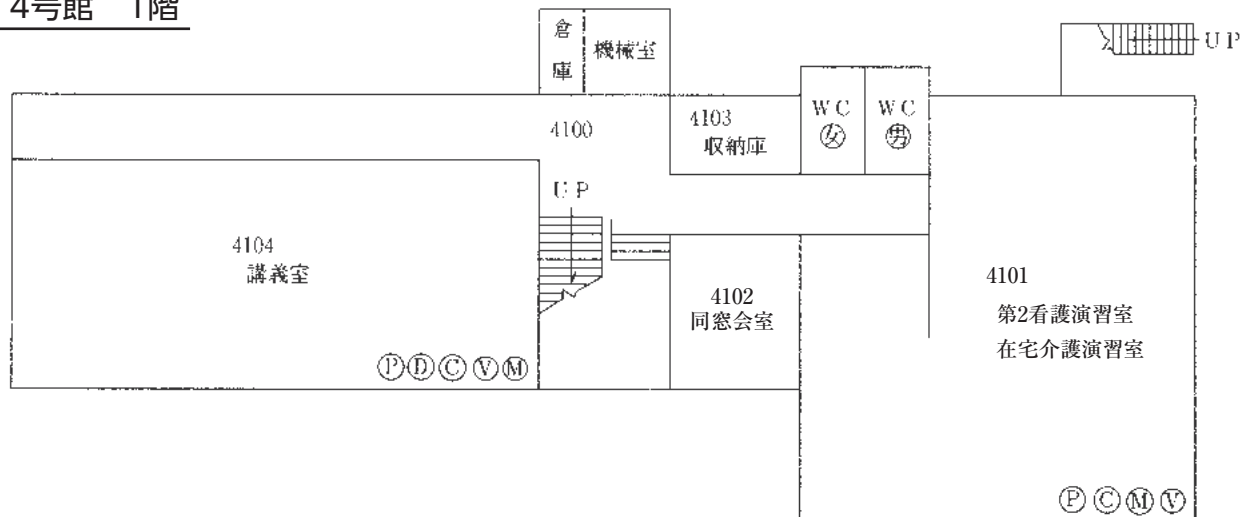 4号館　1階
倉庫
機械室
UP
4100
4103
収納庫
WC
女
WC
男
UP
4104
講義室
4102
同窓会室
4101
第2看護演習室
在宅介護演習室
P D C V M
P C M V